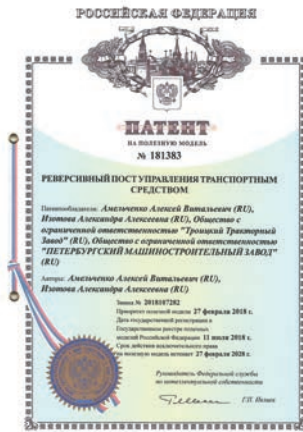 РОССИЙСКАЯ ФЕДЕРАЦИЯ
ПАТЕНТ
НА ПОЛЕЗНУЮ МОДЕЛЬ
№ 181383
РЕВЕРСИВНЫЙ ПОСТ УПРАВЛЕНИЯ ТРАНСПОРТНЫМ
СРЕДСТВОМ
Патентообладатели: Амельченко Алексей Витальевич (RU),
Изотова Александра Алексеевна (RU), Общество с
ограниченной ответственностью "Троицкий Тракторный
Завод" (RU), Общество с ограниченной ответственностью
"ПЕТЕРБУРГСКИЙ МАШИНОСТРОИТЕЛЬНЫЙ ЗАВОД"
(RU)
Авторы: Амельченко Алексей Витальевич (RU),
Изотова Александра Алексеевна (RU)
Заявка № 2018107282
Приоритет полезной модели 27 февраля 2018 г.
Дата государственной регистрации в
Государственном реестре полезных
моделей Российской Федерации 11 июля 2018 г.
Срок действия исключительного права
на полезную модель истекает 27 февраля 2028 г.
Руководитель Федеральной службы
по интеллектуальной собственности
Г.П. Ивлиев